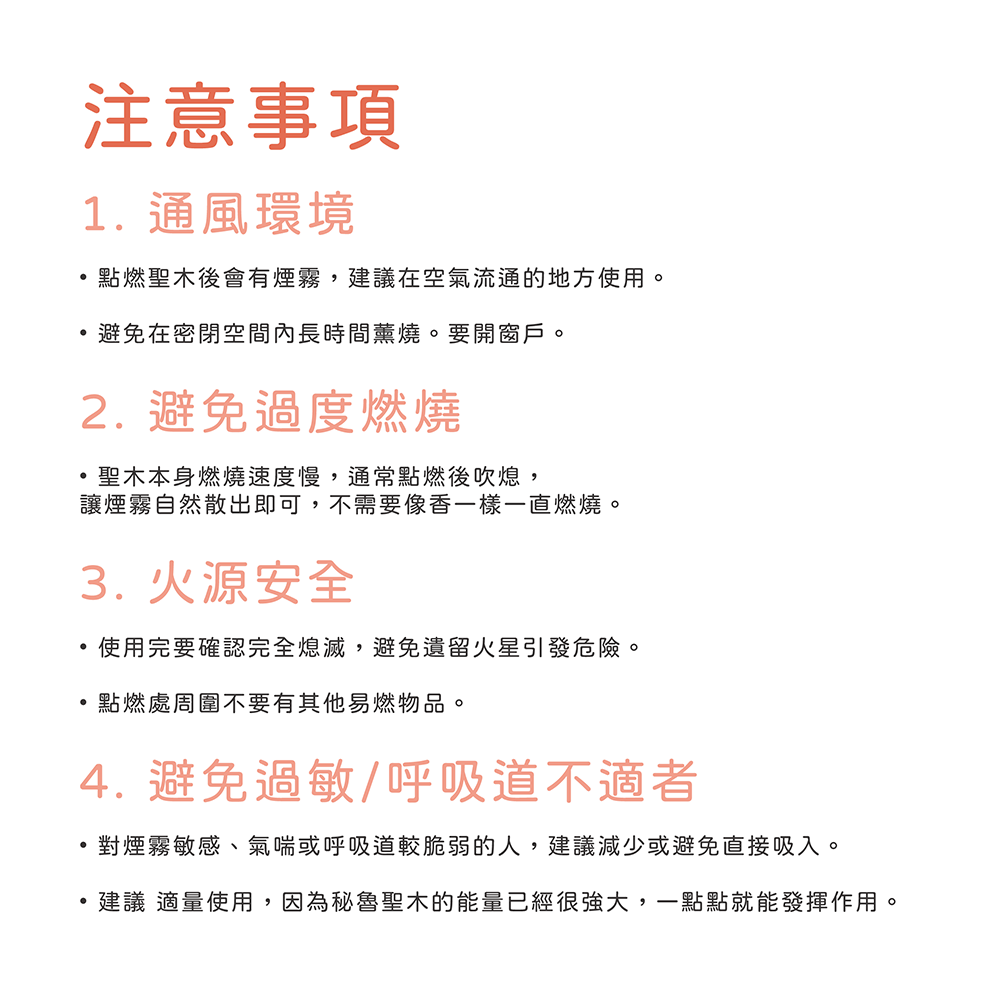 注意事項
1. 通風環境
• 點燃聖木後會有煙霧，建議在空氣流通的地方使用。
• 避免在密閉空間內長時間薰燒。要開窗戶。
2. 避免過度燃燒
• 聖木本身燃燒速度慢，通常點燃後吹熄，
讓煙霧自然散出即可，不需要像香一樣一直燃燒。
3. 火源安全
• 使用完要確認完全熄滅，避免遺留火星引發危險。
• 點燃處周圍不要有其他易燃物品。
4. 避免過敏/呼吸道不適者
• 對煙霧敏感、氣喘或呼吸道較脆弱的人，建議減少或避免直接吸入。
• 建議 適量使用，因為秘魯聖木的能量已經很強大，一點點就能發揮作用。